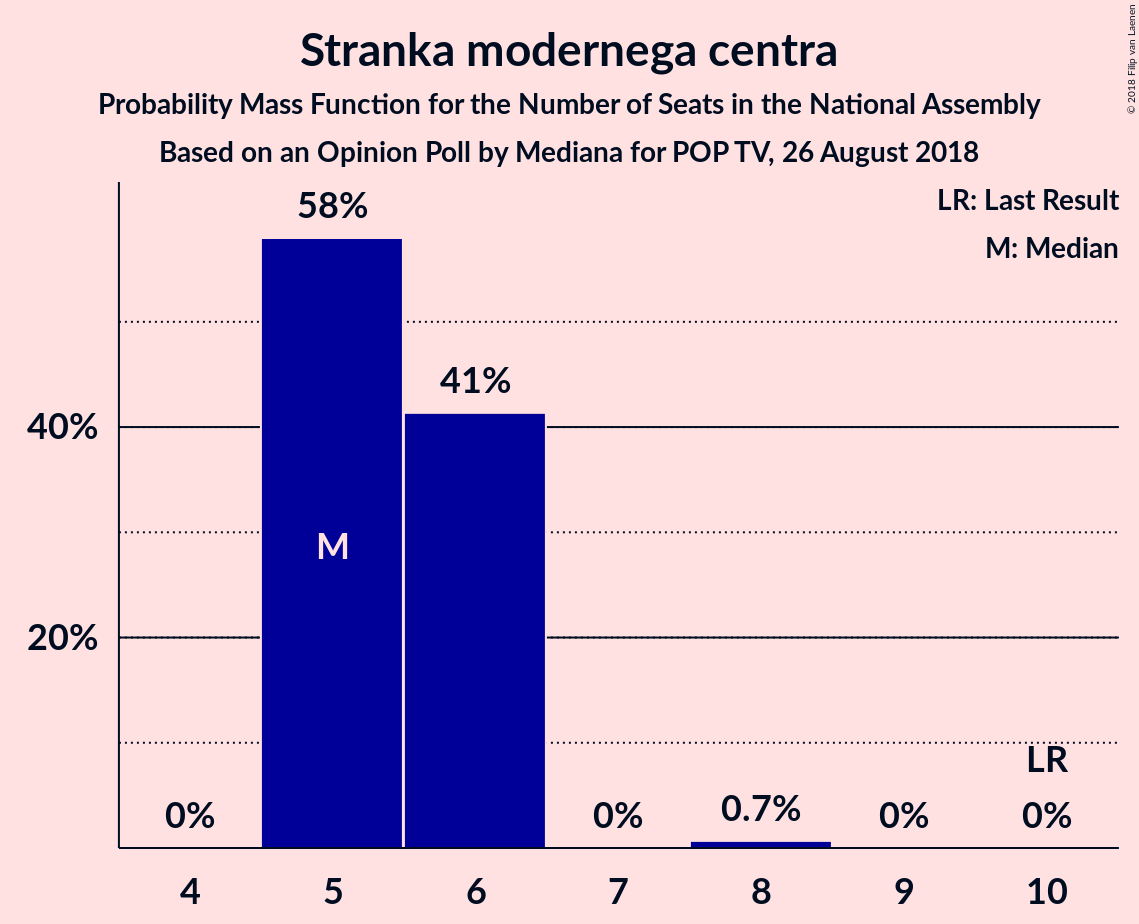 Stranka modernega centra
Probability Mass Function for the Number of Seats in the National Assembly
Based on an Opinion Poll by Mediana for POP TV, 26 August 2018
© 2018 Filip van Laenen
LR: Last Result
M: Median
58%
41%
40%
M
20%
LR
0%
0%
0.7%
0%
0%
4
5
6
7
8
9
10